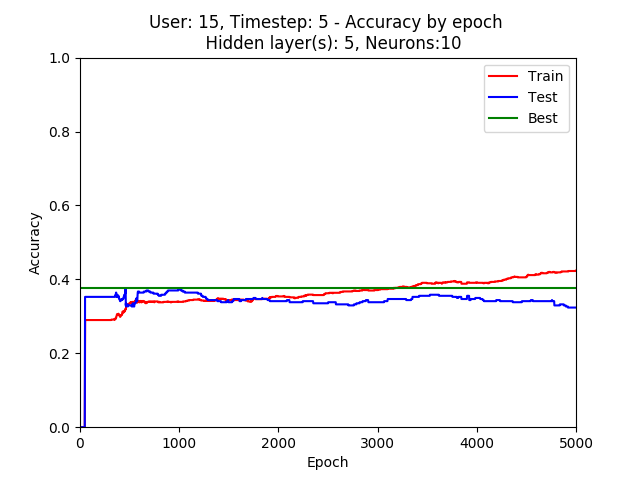 User: 15, Timestep: 5 - Accuracy by epoch
Hidden layer(s): 5, Neurons:10
1.0
0.8
0.6
0.4
0.2
0.0
Accuracy
Train
Test
Best
0 1000 2000 3000 4000 5000
Epoch